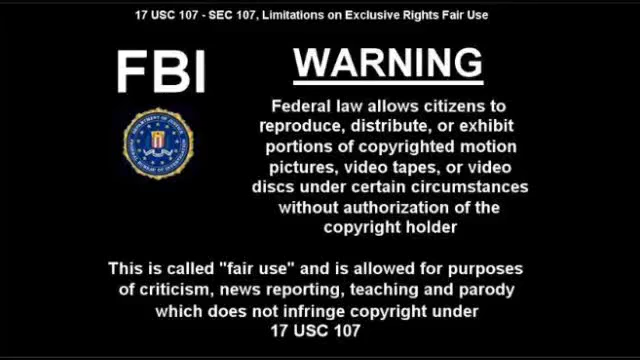 17 USC 107 - SEC 107, Limitations on Exclusive Rights Fair Use
FBI
WARNING
Federal law allows citizens to
reproduce, distribute, or exhibit
portions of copyrighted motion
pictures, video tapes, or video
discs under certain circumstances
without authorization of the
copyright holder
This is called "fair use" and is allowed for purposes
of criticism, news reporting, teaching and parody
which does not infringe copyright under
17 USC 107